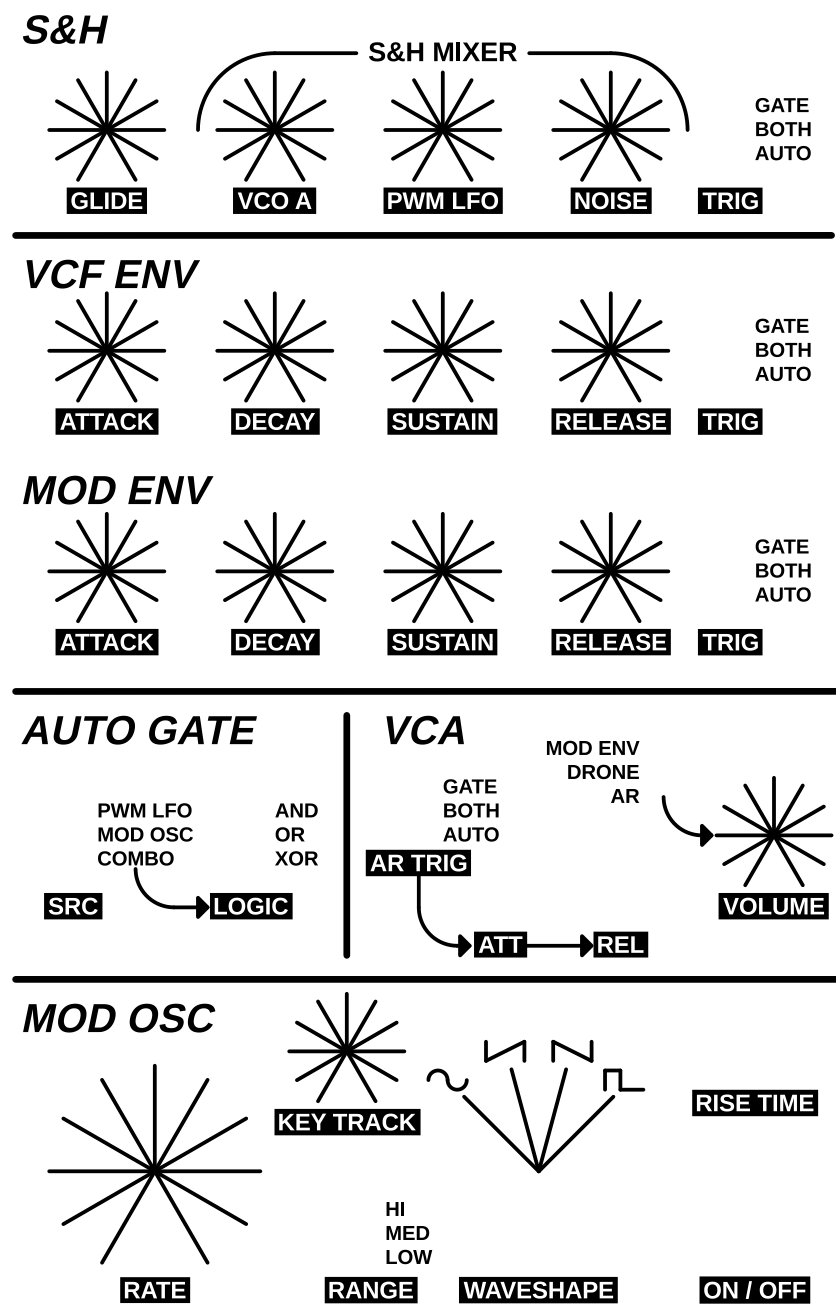 S&H
S&H MIXER
GATE
BOTH
AUTO
GLIDE
VCO A
PWM LFO
NOISE
TRIG
VCF ENV
GATE
BOTH
AUTO
ATTACK
DECAY
SUSTAIN
RELEASE
TRIG
MOD ENV
GATE
BOTH
AUTO
ATTACK
DECAY
SUSTAIN
RELEASE
TRIG
AUTO GATE
PWM LFO
MOD OSC
COMBO
AND
OR
XOR
SRC
LOGIC
VCA
MOD ENV
DRONE
AR
GATE
BOTH
AUTO
AR TRIG
VOLUME
ATT
REL
MOD OSC
KEY TRACK
RISE TIME
HI
MED
LOW
RATE
RANGE
WAVESHAPE
ON / OFF